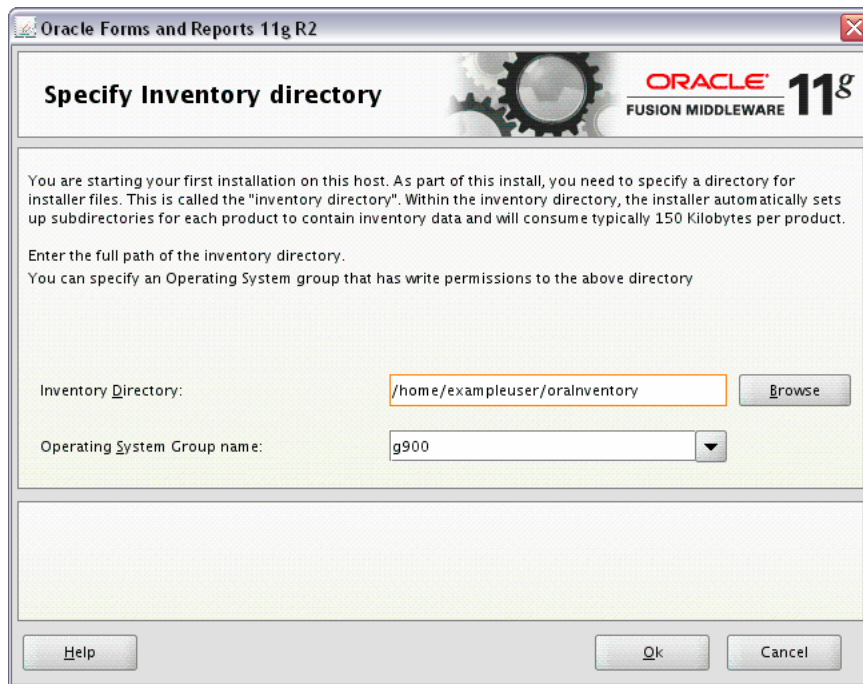 Oracle Forms and Reports 11g R2
Specify Inventory directory
ORACLE
FUSION MIDDLEWARE
11g
You are starting your first installation on this host. As part of this install, you need to specify a directory for
installer files. This is called the "inventory directory". Within the inventory directory, the installer automatically sets
up subdirectories for each product to contain inventory data and will consume typically 150 Kilobytes per product.
Enter the full path of the inventory directory.
You can specify an Operating System group that has write permissions to the above directory
Inventory Directory:
/home/exampleuser/oraInventory
Browse
Operating System Group name:
g900
Help
Ok
Cancel